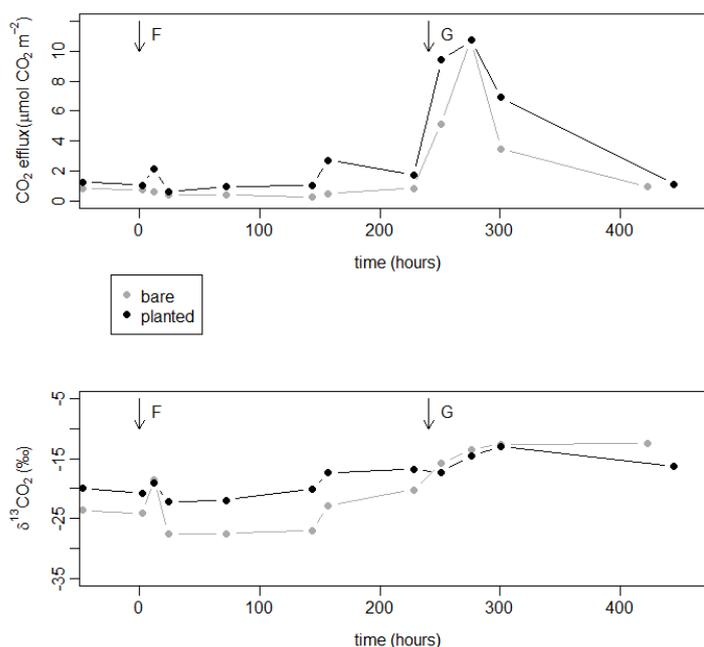 CO2 efflux(μmol CO2 m−2)
0
2
4
6
8
10
F
G
0
100
200
300
400
time (hours)
bare
planted
δ13CO2 (‰)
-35
-25
-15
-5
F
G
0
100
200
300
400
time (hours)